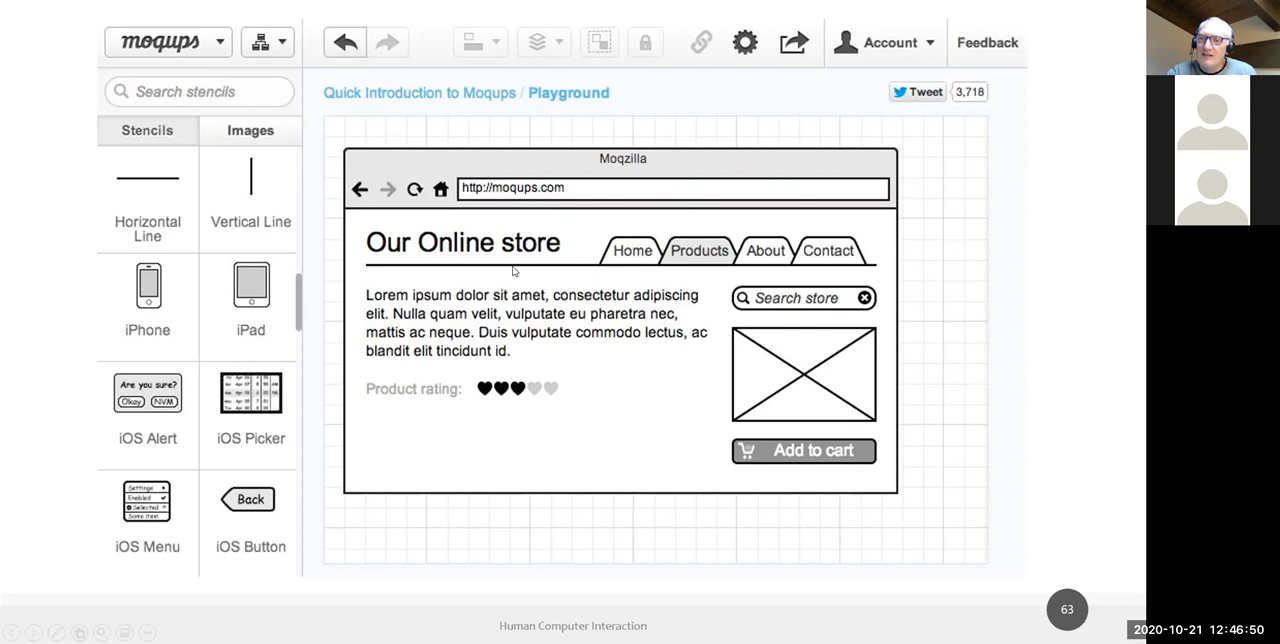 moqups
Account
Feedback
Search stencils
Quick Introduction to Moqups / Playground
Tweet
3,718
Stencils
Images
Horizontal
Line
Vertical Line
iPhone
iPad
Are you sure?
Okay
NVM
iOS Alert
iOS Picker
Settings
Enabled
Selected
Some item
iOS Menu
Back
iOS Button
Moqzilla
http://moqups.com
Our Online store
Home
Products
About
Contact
Lorem ipsum dolor sit amet, consectetur adipiscing
elit. Nulla quam velit, vulputate eu pharetra nec,
mattis ac neque. Duis vulputate commodo lectus, ac
blandit elit tincidunt id.
Product rating:
Search store
Add to cart
Human Computer Interaction
63
2020-10-21 12:46:50